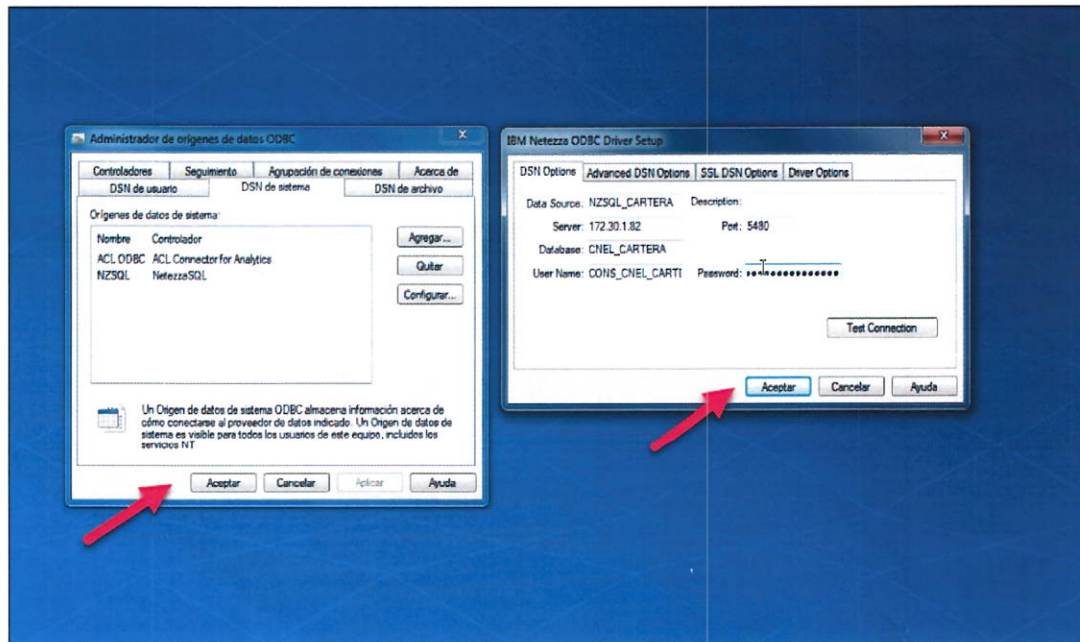 Administrador de orígenes de datos ODBC
Controladores Seguimiento Agrupación de conexiones Acerca de
DSN de usuario DSN de sistema DSN de archivo
Orígenes de datos de sistema:
Nombre Controlador
ACL ODBC ACL Connector for Analytics
NZSQL NetezzaSQL
Agregar...
Quitar
Configurar...
Un Origen de datos de sistema ODBC almacena información acerca de
cómo conectarse al proveedor de datos indicado. Un Origen de datos de
sistema es visible para todos los usuarios de este equipo, incluidos los
servicios NT
Aceptar Cancelar Aplicar Ayuda
IBM Netezza ODBC Driver Setup
DSN Options Advanced DSN Options SSL DSN Options Driver Options
Data Source: NZSQL_CARTERA Description:
Server: 172.30.1.82 Port: 5480
Database: CNEL_CARTERA
User Name: CONS_CNEL_CARTI Password:
Test Connection
Aceptar Cancelar Ayuda